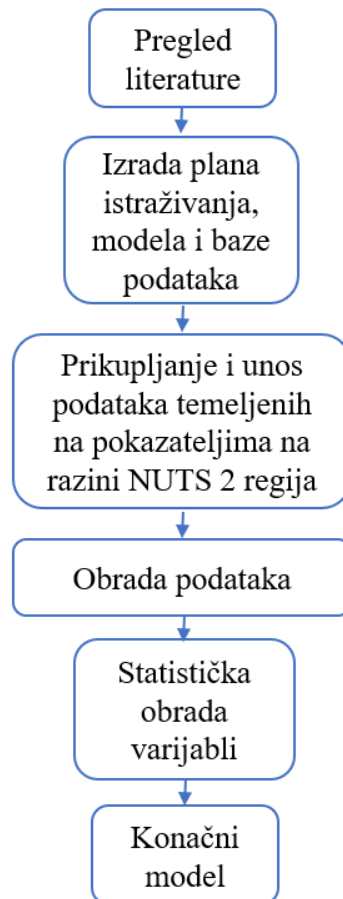 Pregled
literature
Izrada plana
istraživanja,
modela i baze
podataka
Prikupljanje i unos
podataka temeljenih
na pokazateljima na
razini NUTS 2 regija
Obrada podataka
Statistička
obrada
varijabli
Konačni
model